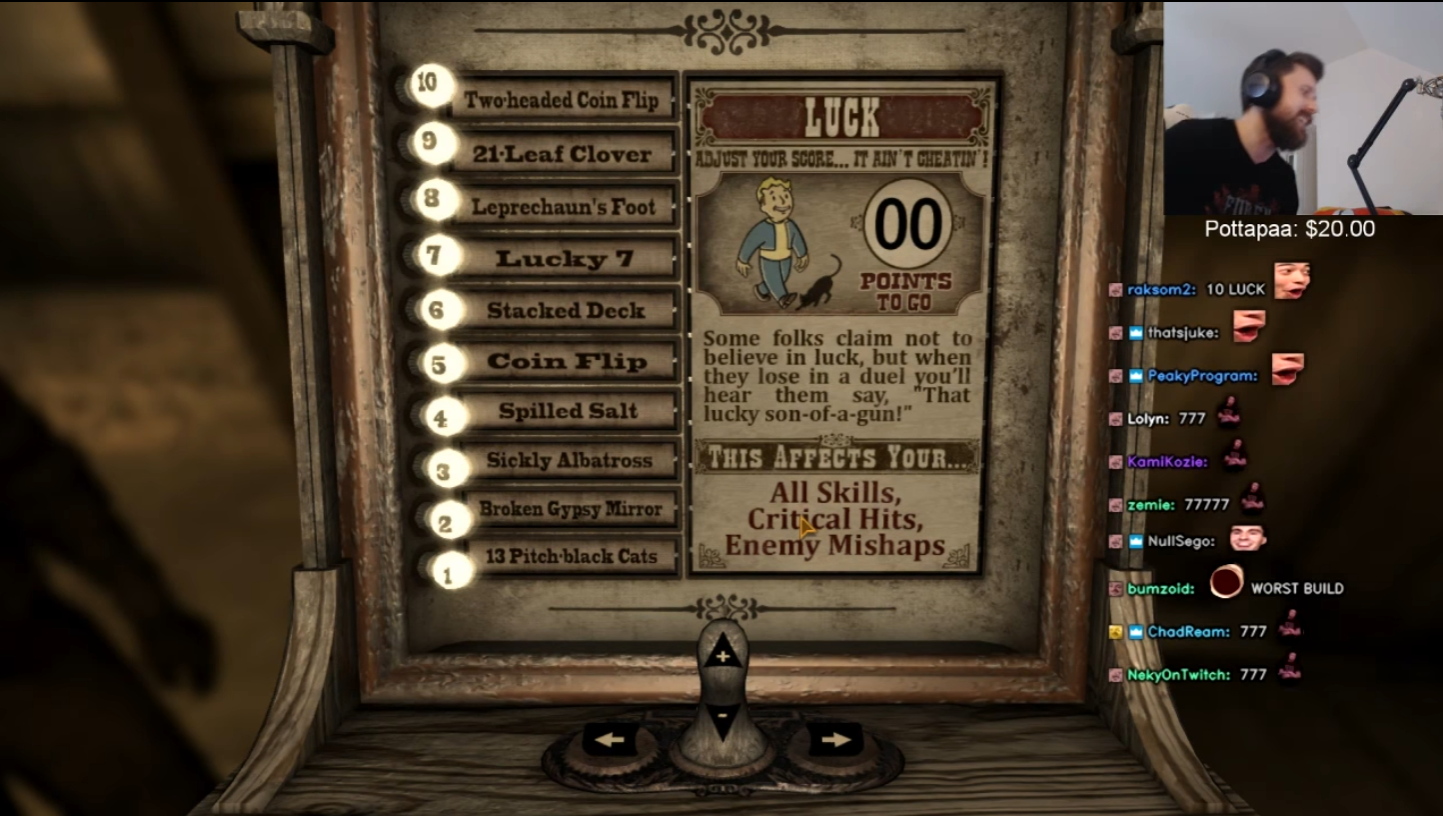 10
Two-headed Coin Flip
9
21-Leaf Clover
8
Leprechaun's Foot
7
Lucky 7
6
Stacked Deck
5
Coin Flip
4
Spilled Salt
3
Sickly Albatross
2
Broken Gypsy Mirror
1
13 Pitch-black Cats
LUCK
ADJUST YOUR SCORE... IT AIN'T CHEATIN'!
00
POINTS
TO GO
Some folks claim not to
believe in luck, but when
they lose in a duel you'll
hear them say, "That
lucky son-of-a-gun!"
THIS AFFECTS YOUR...
All Skills,
Critical Hits,
Enemy Mishaps
+
-
Pottapaa: $20.00
raksom2: 10 LUCK
thatsjuke:
PeakyProgram:
Lolyn: 777
KamiKozie:
zemie: 77777
NullSego:
bumzoid: WORST BUILD
ChadReam: 777
NekyOnTwitch: 777